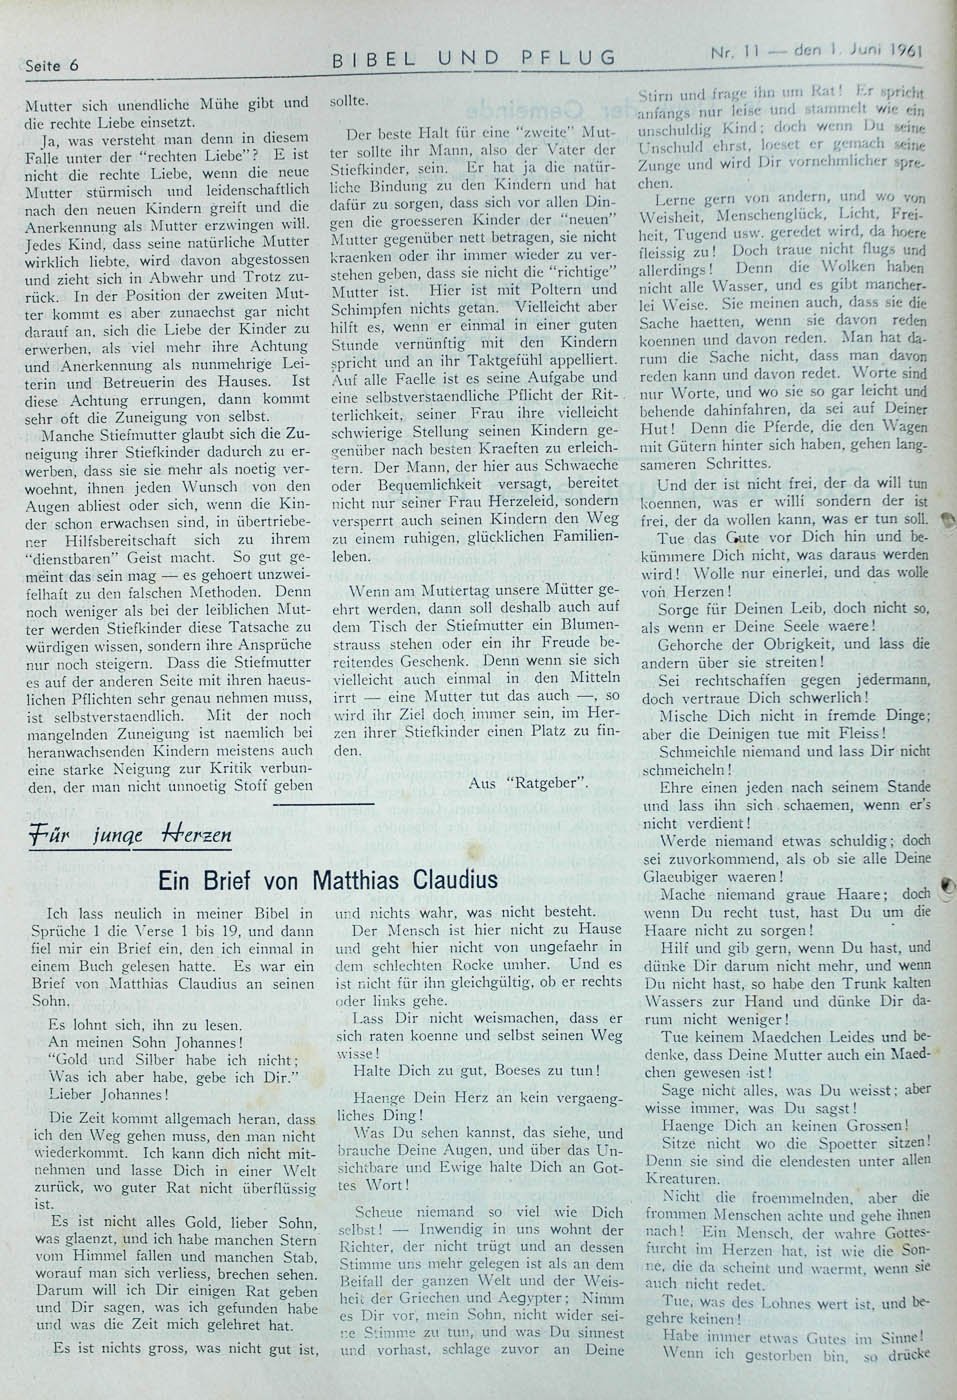 Seite 6
BIBEL UND PFLUG
Nr. 11 — den 1. Juni 1961
Mutter sich unendliche Mühe gibt und
die rechte Liebe einsetzt.
Ja, was versteht man denn in diesem
Falle unter der “rechten Liebe”? E ist
nicht die rechte Liebe, wenn die neue
Mutter stürmisch und leidenschaftlich
nach den neuen Kindern greift und die
Anerkennung als Mutter erzwingen will.
Jedes Kind, dass seine natürliche Mutter
wirklich liebte, wird davon abgestossen
und zieht sich in Abwehr und Trotz zu-
rück. In der Position der zweiten Mut-
ter kommt es aber zunaechst gar nicht
darauf an, sich die Liebe der Kinder zu
erwerben, als viel mehr ihre Achtung
und Anerkennung als nunmehrige Lei-
terin und Betreuerin des Hauses. Ist
diese Achtung errungen, dann kommt
sehr oft die Zuneigung von selbst.
Manche Stiefmutter glaubt sich die Zu-
neigung ihrer Stiefkinder dadurch zu er-
werben, dass sie sie mehr als noetig ver-
woehnt, ihnen jeden Wunsch von den
Augen abliest oder sich, wenn die Kin-
der schon erwachsen sind, in übertriebe-
ner Hilfsbereitschaft sich zu ihrem
“dienstbaren” Geist macht. So gut ge-
meint das sein mag — es gehoert unzwei-
felhaft zu den falschen Methoden. Denn
noch weniger als bei der leiblichen Mut-
ter werden Stiefkinder diese Tatsache zu
würdigen wissen, sondern ihre Ansprüche
nur noch steigern. Dass die Stiefmutter
es auf der anderen Seite mit ihren haeus-
lichen Pflichten sehr genau nehmen muss,
ist selbstverstaendlich. Mit der noch
mangelnden Zuneigung ist naemlich bei
heranwachsenden Kindern meistens auch
eine starke Neigung zur Kritik verbun-
den, der man nicht unnoetig Stoff geben
sollte.
Der beste Halt für eine “zweite” Mut-
ter sollte ihr Mann, also der Vater der
Stiefkinder, sein. Er hat ja die natür-
liche Bindung zu den Kindern und hat
dafür zu sorgen, dass sich vor allen Din-
gen die groesseren Kinder der “neuen”
Mutter gegenüber nett betragen, sie nicht
kraenken oder ihr immer wieder zu ver-
stehen geben, dass sie nicht die “richtige”
Mutter ist. Hier ist mit Poltern und
Schimpfen nichts getan. Vielleicht aber
hilft es, wenn er einmal in einer guten
Stunde vernünftig mit den Kindern
spricht und an ihr Taktgefühl appelliert.
Auf alle Faelle ist es seine Aufgabe und
eine selbstverstaendliche Pflicht der Rit-
terlichkeit, seiner Frau ihre vielleicht
schwierige Stellung seinen Kindern ge-
genüber nach besten Kraeften zu erleich-
tern. Der Mann, der hier aus Schwaeche
oder Bequemlichkeit versagt, bereitet
nicht nur seiner Frau Herzeleid, sondern
versperrt auch seinen Kindern den Weg
zu einem ruhigen, glücklichen Familien-
leben.
Wenn am Muttertag unsere Mütter ge-
ehrt werden, dann soll deshalb auch auf
dem Tisch der Stiefmutter ein Blumen-
strauss stehen oder ein ihr Freude be-
reitendes Geschenk. Denn wenn sie sich
vielleicht auch einmal in den Mitteln
irrt — eine Mutter tut das auch —, so
wird ihr Ziel doch immer sein, im Her-
zen ihrer Stiefkinder einen Platz zu fin-
den.
Aus “Ratgeber”.
Für junge Herzen
Ein Brief von Matthias Claudius
Ich lass neulich in meiner Bibel in
Sprüche 1 die Verse 1 bis 19, und dann
fiel mir ein Brief ein, den ich einmal in
einem Buch gelesen hatte. Es war ein
Brief von Matthias Claudius an seinen
Sohn.
Es lohnt sich, ihn zu lesen.
An meinen Sohn Johannes!
“Gold und Silber habe ich nicht;
Was ich aber habe, gebe ich Dir.”
Lieber Johannes!
Die Zeit kommt allgemach heran, dass
ich den Weg gehen muss, den man nicht
wiederkommt. Ich kann dich nicht mit-
nehmen und lasse Dich in einer Welt
zurück, wo guter Rat nicht überflüssig
ist.
Es ist nicht alles Gold, lieber Sohn,
was glaenzt, und ich habe manchen Stern
vom Himmel fallen und manchen Stab,
worauf man sich verliess, brechen sehen.
Darum will ich Dir einigen Rat geben
und Dir sagen, was ich gefunden habe
und was die Zeit mich gelehret hat.
Es ist nichts gross, was nicht gut ist,
und nichts wahr, was nicht besteht.
Der Mensch ist hier nicht zu Hause
und geht hier nicht von ungefaehr in
dem schlechten Rocke umher. Und es
ist nicht für ihn gleichgültig, ob er rechts
oder links gehe.
Lass Dir nicht weismachen, dass er
sich raten koenne und selbst seinen Weg
wisse!
Halte Dich zu gut, Boeses zu tun!
Haenge Dein Herz an kein vergaeng-
liches Ding!
Was Du sehen kannst, das siehe, und
brauche Deine Augen, und über das Un-
sichtbare und Ewige halte Dich an Got-
tes Wort!
Scheue niemand so viel wie Dich
selbst! — Inwendig in uns wohnt der
Richter, der nicht trügt und an dessen
Stimme uns mehr gelegen ist als an dem
Beifall der ganzen Welt und der Weis-
heit der Griechen und Aegypter; Nimm
es Dir vor, mein Sohn, nicht wider sei-
ne Stimme zu tun, und was Du sinnest
und vorhast, schlage zuvor an Deine
Stirn und frage ihn um Rat! Er spricht
anfangs nur leise und stammelt wie ein
unschuldig Kind; doch wenn Du seine
Unschuld ehrst, loeset er gemach seine
Zunge und wird Dir vornehmlicher spre-
chen.
Lerne gern von andern, und wo von
Weisheit, Menschenglück, Licht, Frei-
heit, Tugend usw. geredet wird, da hoere
fleissig zu! Doch traue nicht flugs und
allerdings! Denn die Wolken haben
nicht alle Wasser, und es gibt mancher-
lei Weise. Sie meinen auch, dass sie die
Sache haetten, wenn sie davon reden
koennen und davon reden. Man hat da-
rum die Sache nicht, dass man davon
reden kann und davon redet. Worte sind
nur Worte, und wo sie so gar leicht und
behende dahinfahren, da sei auf Deiner
Hut! Denn die Pferde, die den Wagen
mit Gütern hinter sich haben, gehen lang-
sameren Schrittes.
Und der ist nicht frei, der da will tun
koennen, was er willi sondern der ist
frei, der da wollen kann, was er tun soll.
Tue das Gute vor Dich hin und be-
kümmere Dich nicht, was daraus werden
wird! Wolle nur einerlei, und das wolle
von Herzen!
Sorge für Deinen Leib, doch nicht so,
als wenn er Deine Seele waere!
Gehorche der Obrigkeit, und lass die
andern über sie streiten!
Sei rechtschaffen gegen jedermann,
doch vertraue Dich schwerlich!
Mische Dich nicht in fremde Dinge;
aber die Deinigen tue mit Fleiss!
Schmeichle niemand und lass Dir nicht
schmeicheln!
Ehre einen jeden nach seinem Stande
und lass ihn sich schaemen, wenn er's
nicht verdient!
Werde niemand etwas schuldig; doch
sei zuvorkommend, als ob sie alle Deine
Glaeubiger waeren!
Mache niemand graue Haare; doch
wenn Du recht tust, hast Du um die
Haare nicht zu sorgen!
Hilf und gib gern, wenn Du hast, und
dünke Dir darum nicht mehr, und wenn
Du nicht hast, so habe den Trunk kalten
Wassers zur Hand und dünke Dir da-
rum nicht weniger!
Tue keinem Maedchen Leides und be-
denke, dass Deine Mutter auch ein Maed-
chen gewesen ist!
Sage nicht alles, was Du weisst; aber
wisse immer, was Du sagst!
Haenge Dich an keinen Grossen!
Sitze nicht wo die Spoetter sitzen!
Denn sie sind die elendesten unter allen
Kreaturen.
Nicht die froemmelnden, aber die
frommen Menschen achte und gehe ihnen
nach! Ein Mensch, der wahre Gottes-
furcht im Herzen hat, ist wie die Son-
ne, die da scheint und waermt, wenn sie
auch nicht redet.
Tue, was des Lohnes wert ist, und be-
gehre keinen!
Habe immer etwas Gutes im Sinne!
Wenn ich gestorben bin, so drücke